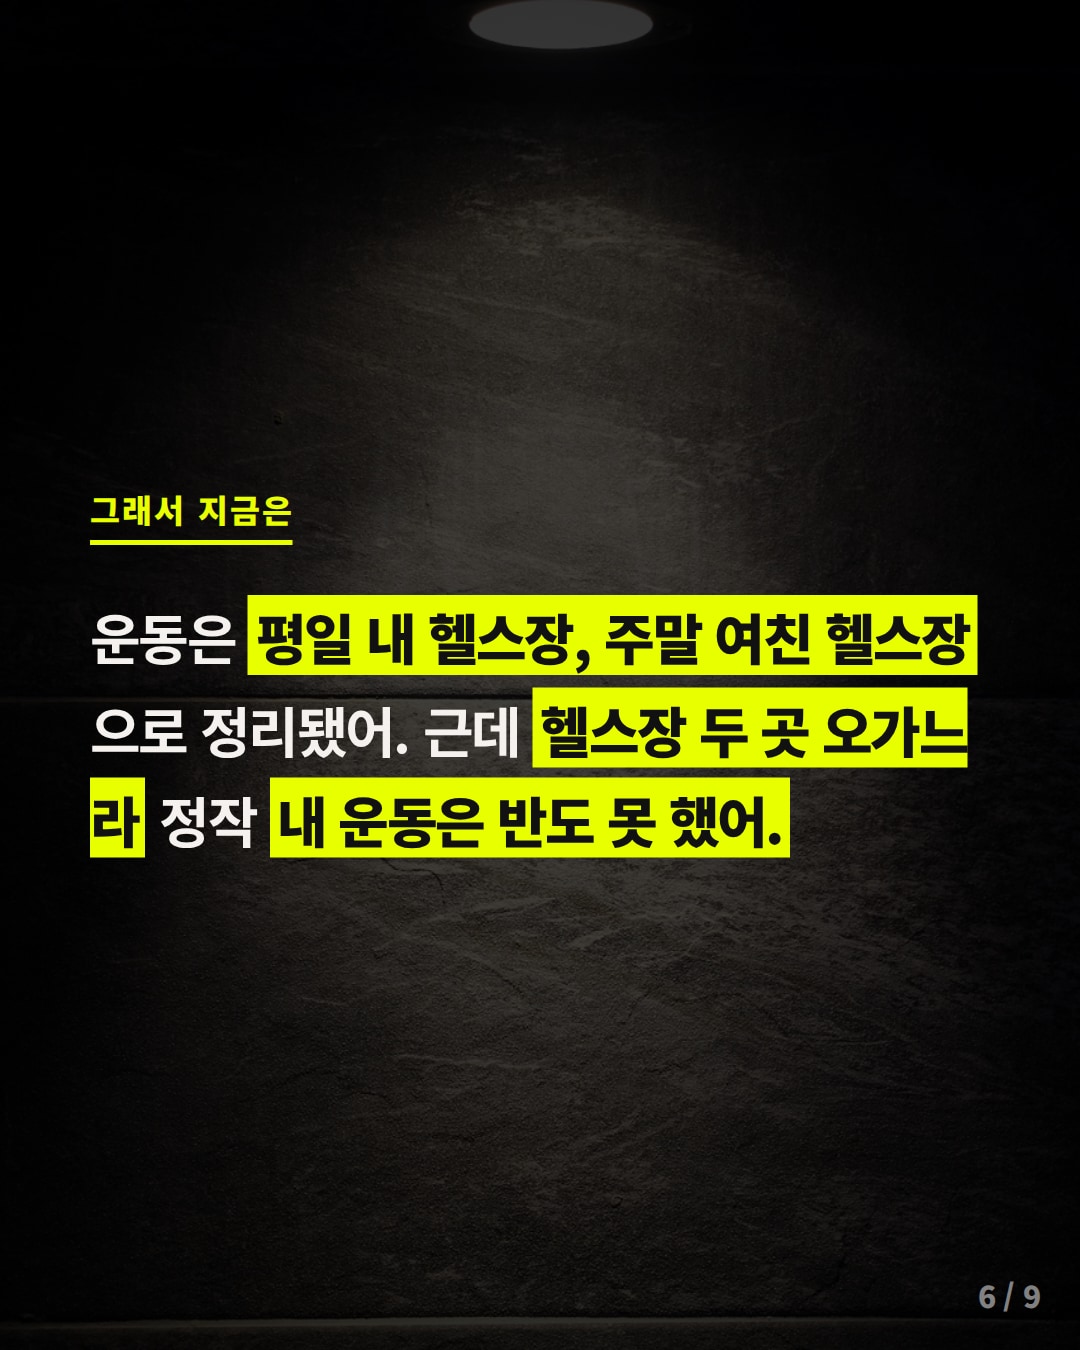 그래서 지금은
운동은 평일 내 헬스장, 주말 여친 헬스장
으로 정리됐어. 근데 헬스장 두 곳 오가느
라 정작 내 운동은 반도 못 했어.
6 / 9